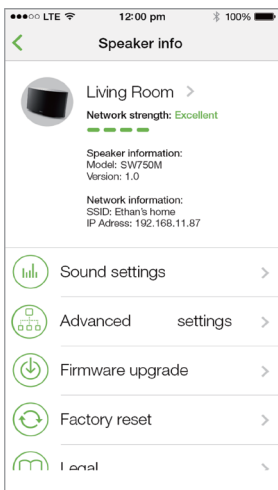 LTE 12:00 pm 100%
Speaker info
Living Room
Network strength: Excellent
Speaker information:
Model: SW750M
Version: 1.0
Network information:
SSID: Ethan's home
IP Adress: 192.168.11.87
Sound settings
Advanced settings
Firmware upgrade
Factory reset
Legal